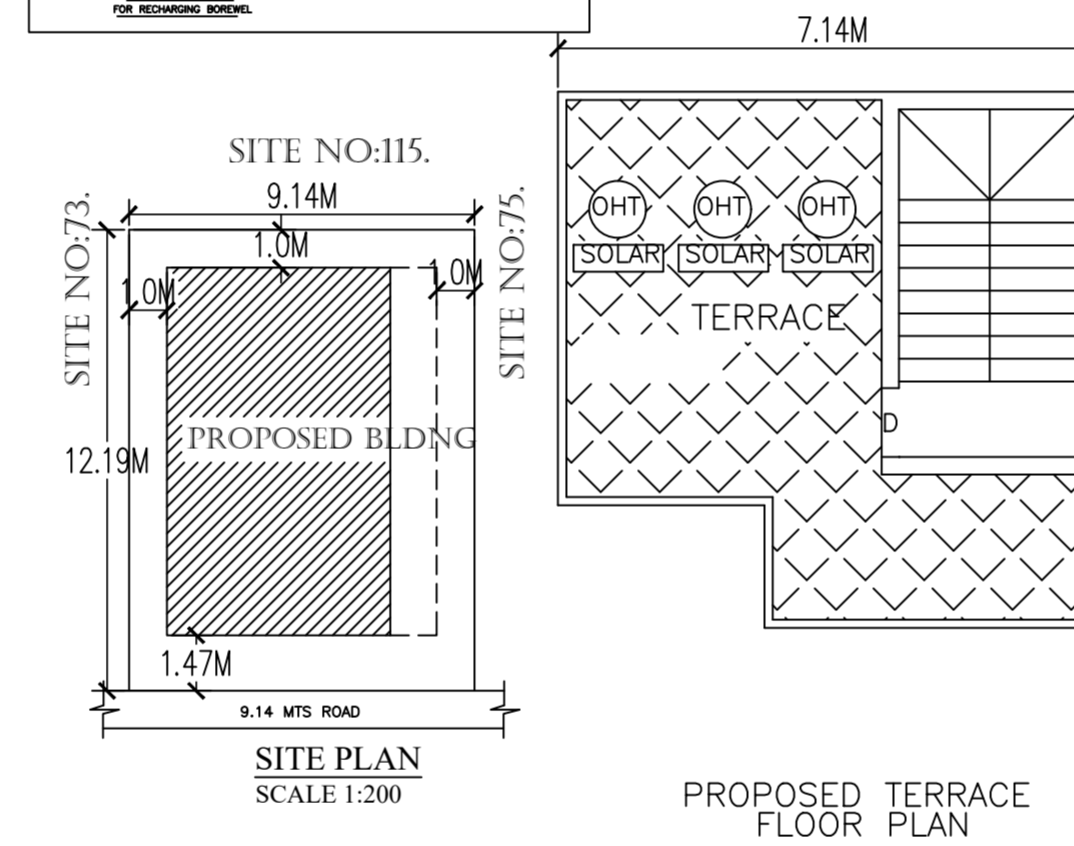 FOR RECHARGING BOREWEL
7.14M
SITE NO:115.
9.14M
SITE NO:73.
SITE NO:75.
1.0M
1.0M
1.0M
OHT OHT OHT
SOLAR SOLAR SOLAR
TERRACE
D
PROPOSED BLDNG
12.19M
1.47M
9.14 MTS ROAD
SITE PLAN
SCALE 1:200
PROPOSED TERRACE
FLOOR PLAN